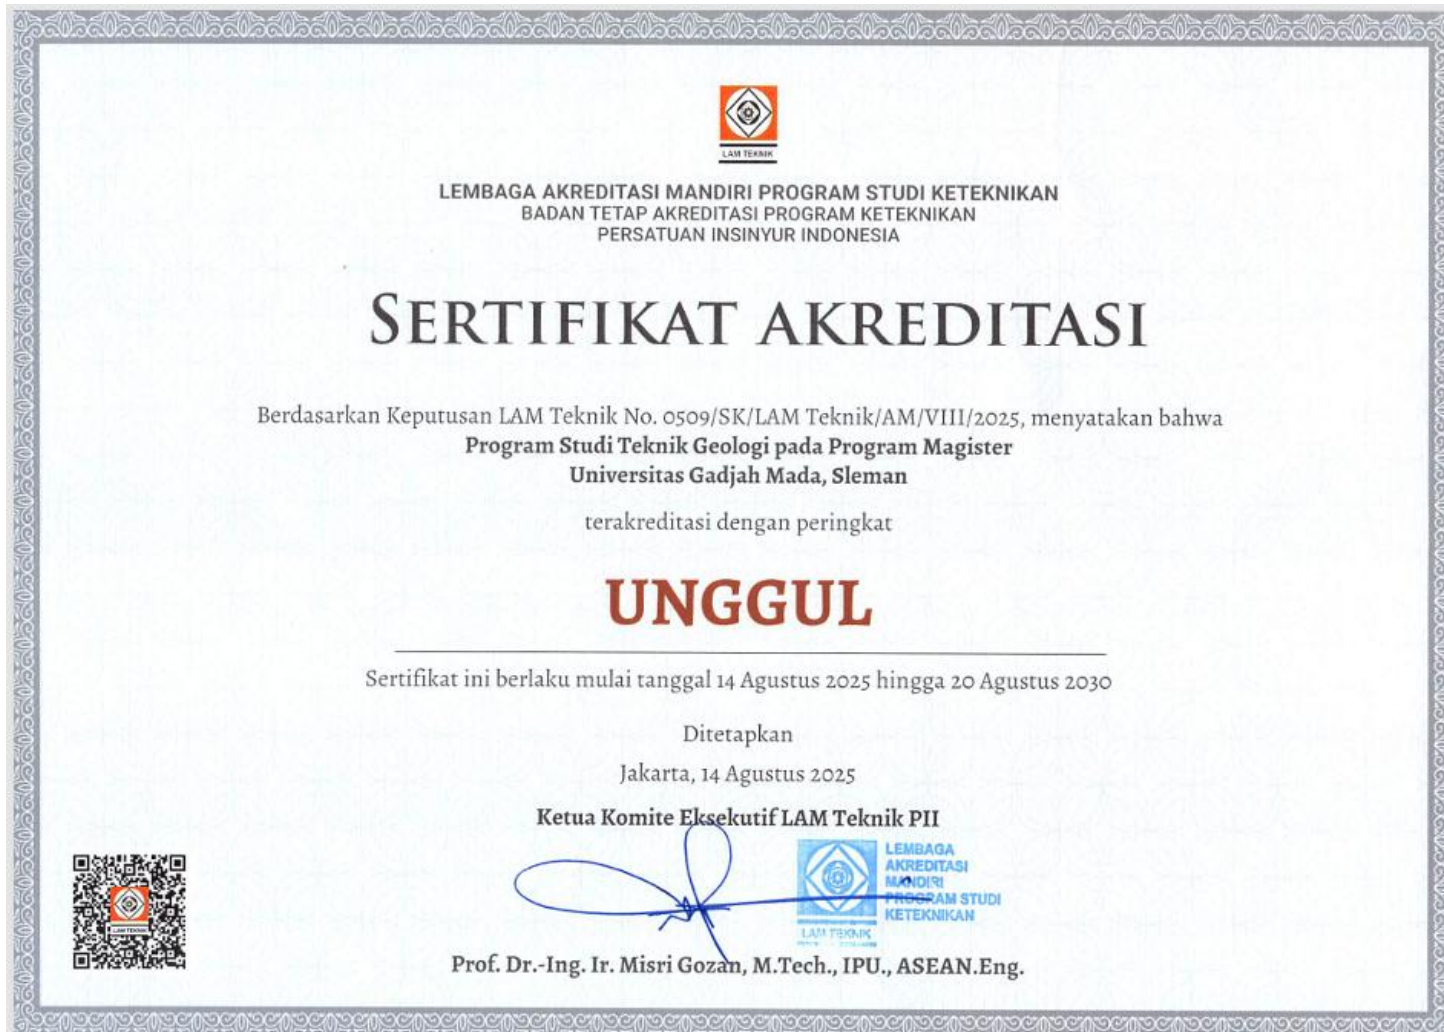 LAM TEKNIK
LEMBAGA AKREDITASI MANDIRI PROGRAM STUDI KETEKNIKAN
BADAN TETAP AKREDITASI PROGRAM KETEKNIKAN
PERSATUAN INSINYUR INDONESIA
SERTIFIKAT AKREDITASI
Berdasarkan Keputusan LAM Teknik No. 0509/SK/LAM Teknik/AM/VIII/2025, menyatakan bahwa
Program Studi Teknik Geologi pada Program Magister
Universitas Gadjah Mada, Sleman
terakreditasi dengan peringkat
UNGGUL
Sertifikat ini berlaku mulai tanggal 14 Agustus 2025 hingga 20 Agustus 2030
Ditetapkan
Jakarta, 14 Agustus 2025
Ketua Komite Eksekutif LAM Teknik PII
LEMBAGA
AKREDITASI
MANDIRI
PROGRAM STUDI
KETEKNIKAN
LAM TEKNIK
LAM TEKNIK
Prof. Dr.-Ing. Ir. Misri Gozan, M.Tech., IPU., ASEAN.Eng.